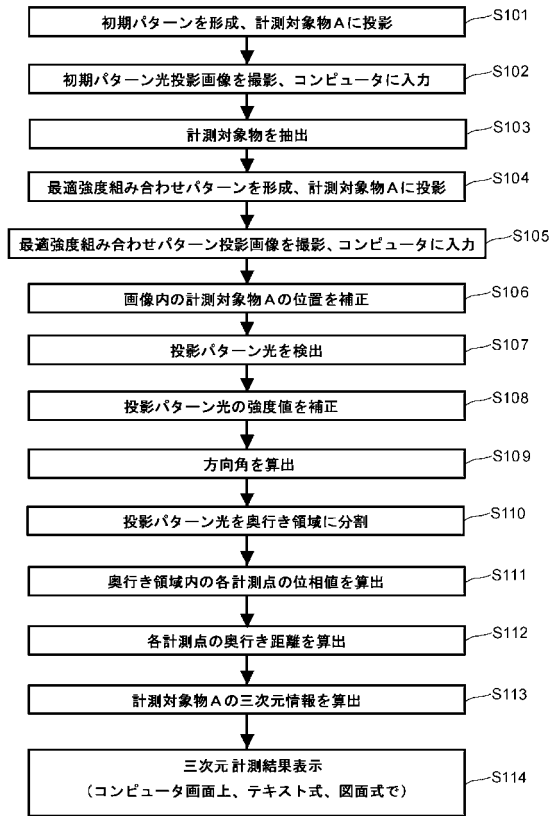 初期パターンを形成、計測対象物Aに投影
S101
初期パターン光投影画像を撮影、コンピュータに入力
S102
計測対象物を抽出
S103
最適強度組み合わせパターンを形成、計測対象物Aに投影
S104
最適強度組み合わせパターン投影画像を撮影、コンピュータに入力
S105
画像内の計測対象物Aの位置を補正
S106
投影パターン光を検出
S107
投影パターン光の強度値を補正
S108
方向角を算出
S109
投影パターン光を奥行き領域に分割
S110
奥行き領域内の各計測点の位相値を算出
S111
各計測点の奥行き距離を算出
S112
計測対象物Aの三次元情報を算出
S113
三次元計測結果表示
(コンピュータ画面上、テキスト式、図面式で)
S114